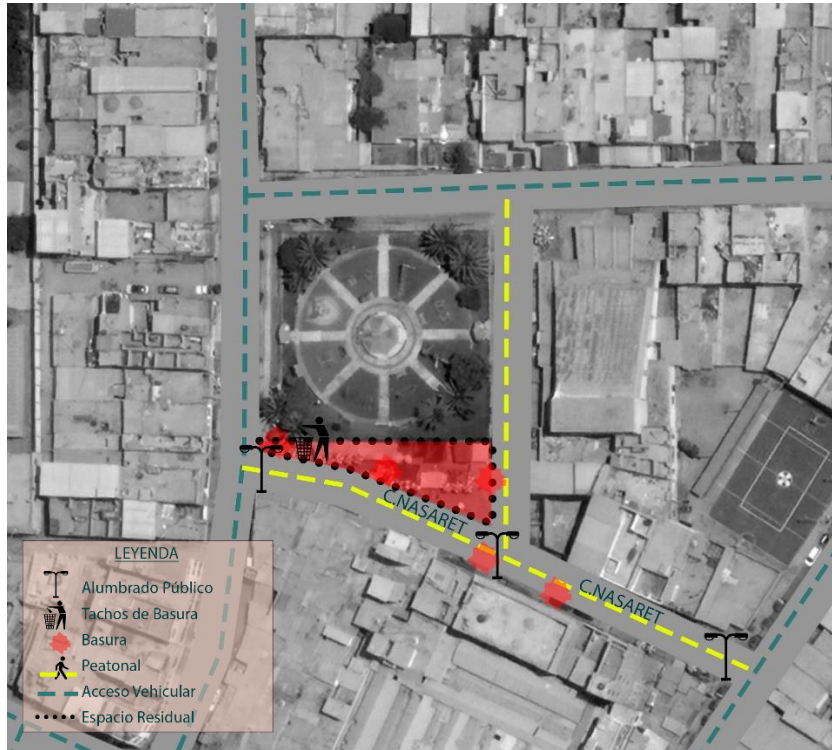 C.NASARET
C.NASARET
LEYENDA
Alumbrado Público
Tachos de Basura
Basura
Peatonal
Acceso Vehicular
Espacio Residual